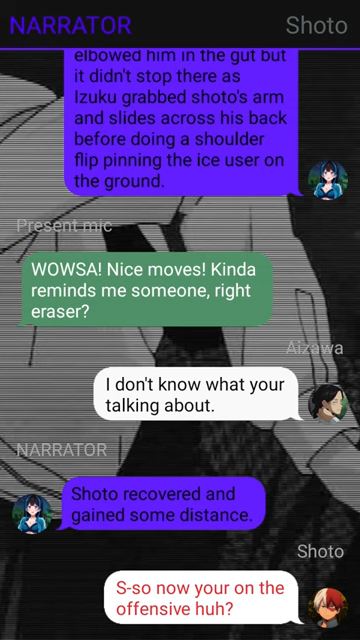 NARRATOR
Shoto
elbowed him in the gut but
it didn't stop there as
Izuku grabbed shoto's arm
and slides across his back
before doing a shoulder
flip pinning the ice user on
the ground.
Present mic
WOWSA! Nice moves! Kinda
reminds me someone, right
eraser?
Aizawa
I don't know what your
talking about.
NARRATOR
Shoto recovered and
gained some distance.
Shoto
S-so now your on the
offensive huh?